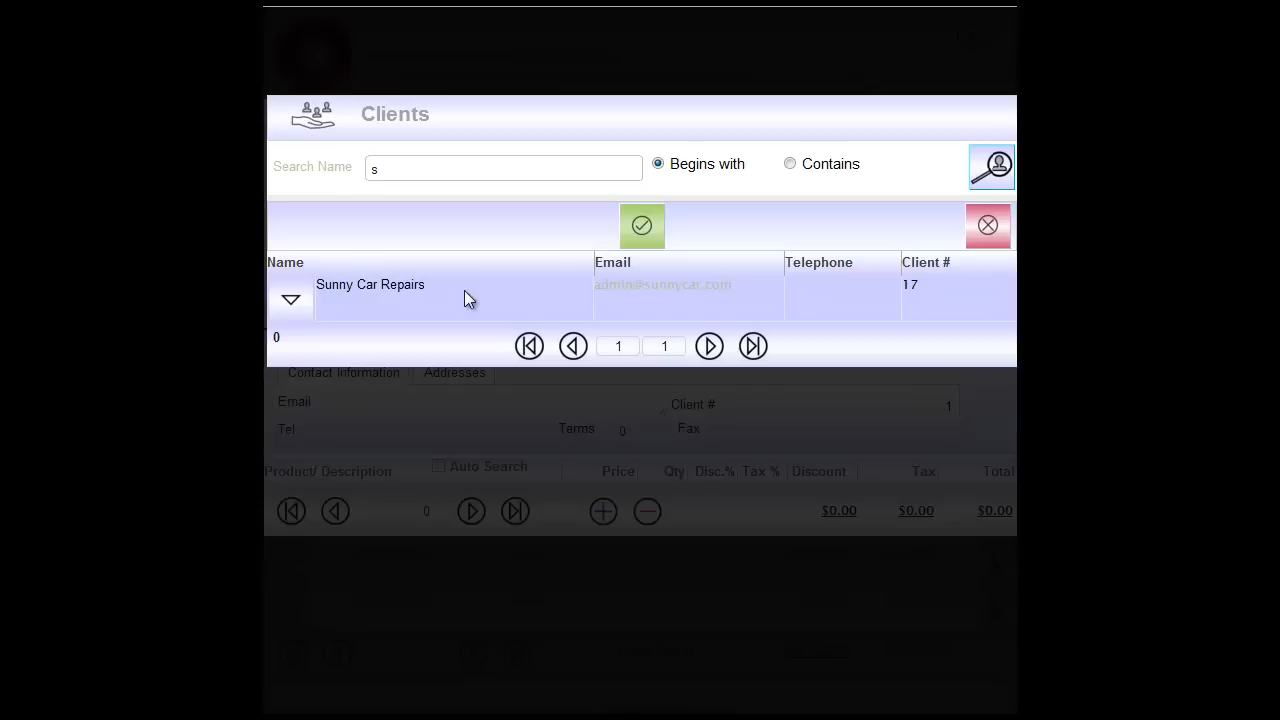 Clients
Search Name s Begins with Contains
Name Email Telephone Client #
Sunny Car Repairs admin@sunnycar.com 17
0
1 1
Contact Information Addresses
Email Client # 1
Tel Terms 0 Fax
Product/ Description Auto Search Price Qty Disc.% Tax % Discount Tax Total
0 $0.00 $0.00 $0.00